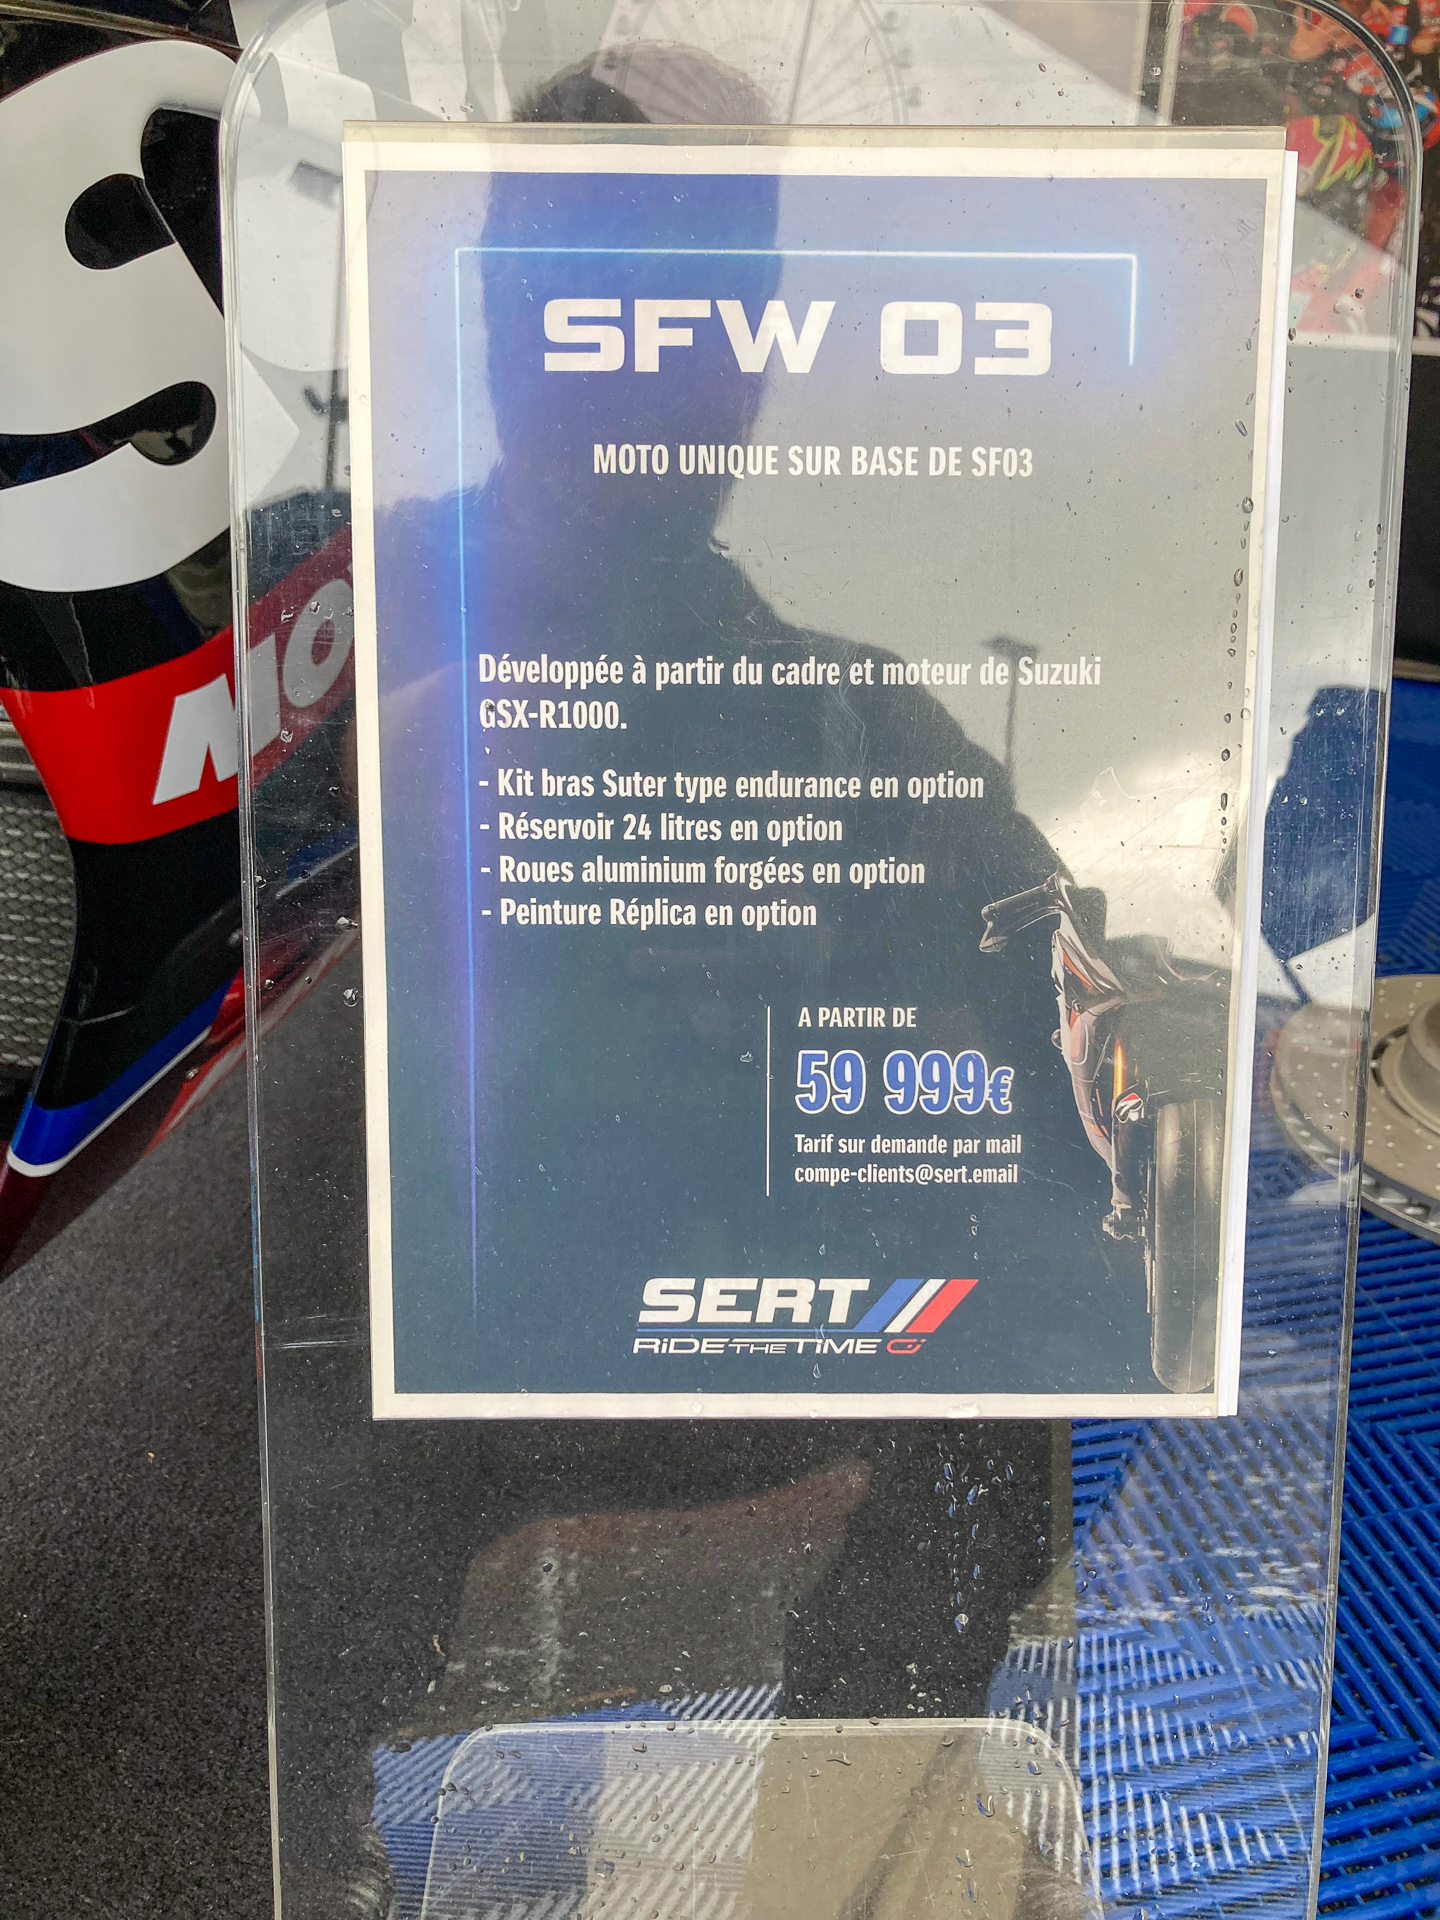 SFW 03
MOTO UNIQUE SUR BASE DE SF03
Développée à partir du cadre et moteur de Suzuki
GSX-R1000.
- Kit bras Suter type endurance en option
- Réservoir 24 litres en option
- Roues aluminium forgées en option
- Peinture Réplica en option
A PARTIR DE
59 999€
Tarif sur demande par mail
compe-clients@sert.email
SERT
RIDE THE TIME
MO